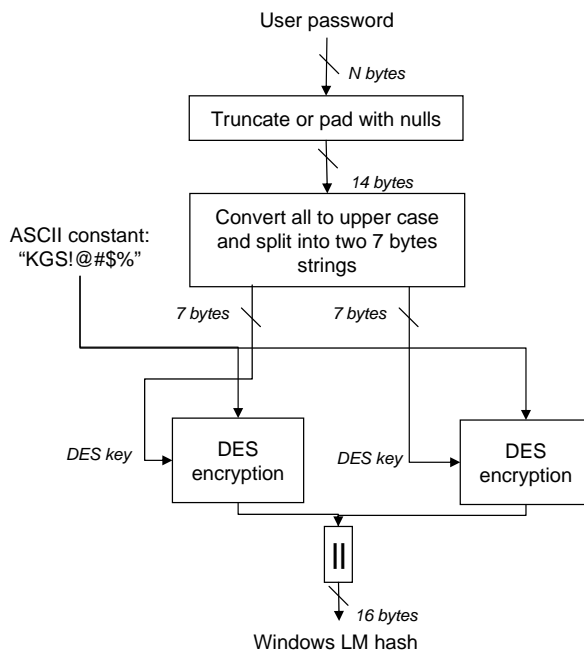 User password
N bytes
Truncate or pad with nulls
14 bytes
Convert all to upper case
and split into two 7 bytes
strings
ASCII constant:
“KGS!@#$%”
7 bytes
7 bytes
DES key
DES
encryption
DES key
DES
encryption
||
16 bytes
Windows LM hash